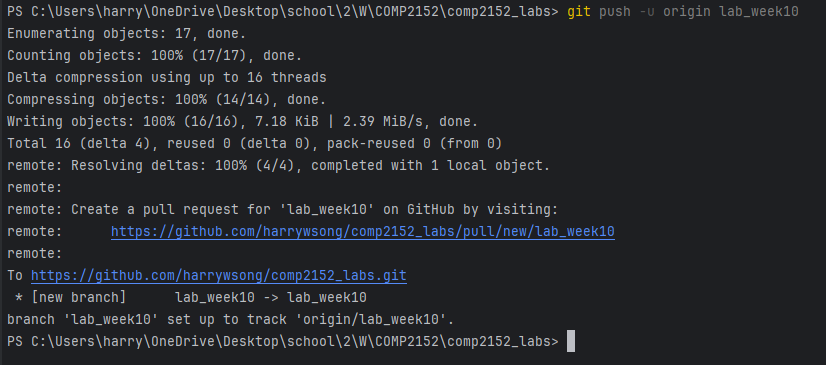 PS C:\Users\harry\OneDrive\Desktop\school\2\W\COMP2152\comp2152_labs> git push -u origin lab_week10
Enumerating objects: 17, done.
Counting objects: 100% (17/17), done.
Delta compression using up to 16 threads
Compressing objects: 100% (14/14), done.
Writing objects: 100% (16/16), 7.18 KiB | 2.39 MiB/s, done.
Total 16 (delta 4), reused 0 (delta 0), pack-reused 0 (from 0)
remote: Resolving deltas: 100% (4/4), completed with 1 local object.
remote:
remote: Create a pull request for 'lab_week10' on GitHub by visiting:
remote:      https://github.com/harrywsong/comp2152_labs/pull/new/lab_week10
remote:
To https://github.com/harrywsong/comp2152_labs.git
 * [new branch]      lab_week10 -> lab_week10
branch 'lab_week10' set up to track 'origin/lab_week10'.
PS C:\Users\harry\OneDrive\Desktop\school\2\W\COMP2152\comp2152_labs>